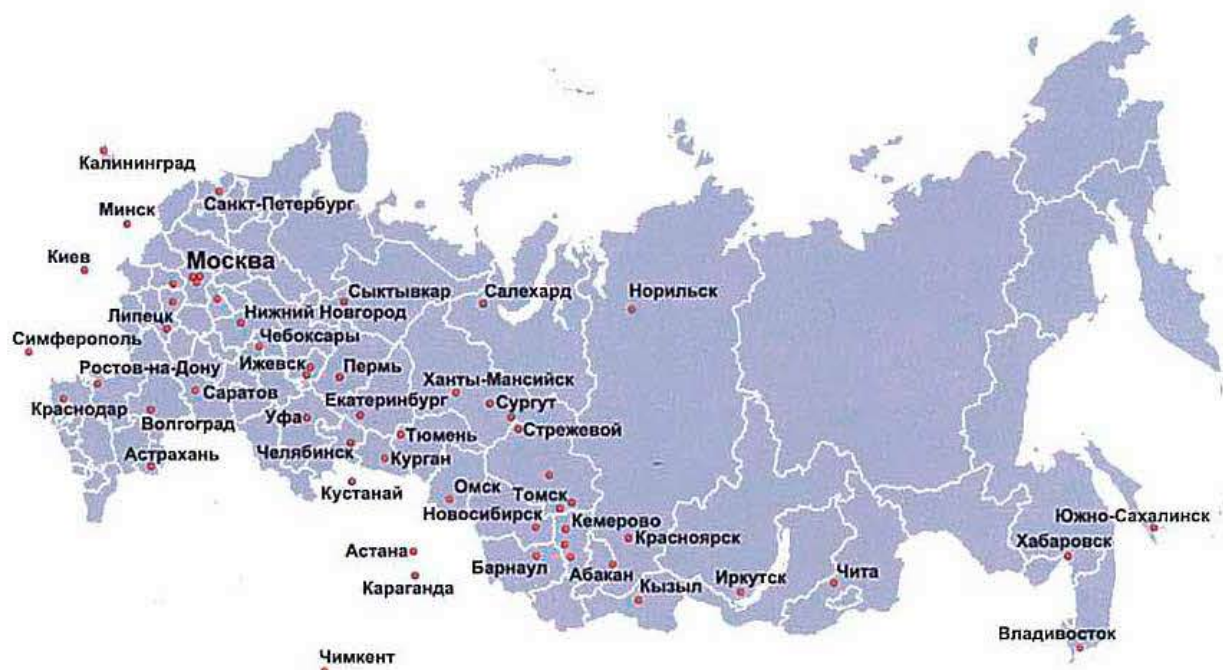 Калининград
Санкт-Петербург
Минск
Киев
Москва
Сыктывкар
Салехард
Норильск
Липецк
Нижний Новгород
Симферополь
Чебоксары
Ростов-на-Дону
Ижевск
Пермь
Ханты-Мансийск
Краснодар
Саратов
Екатеринбург
Сургут
Волгоград
Уфа
Стрежевой
Тюмень
Астрахань
Челябинск
Курган
Кустанай
Омск
Томск
Новосибирск
Кемерово
Южно-Сахалинск
Красноярск
Астана
Хабаровск
Барнаул
Абакан
Иркутск
Чита
Караганда
Кызыл
Владивосток
Чимкент